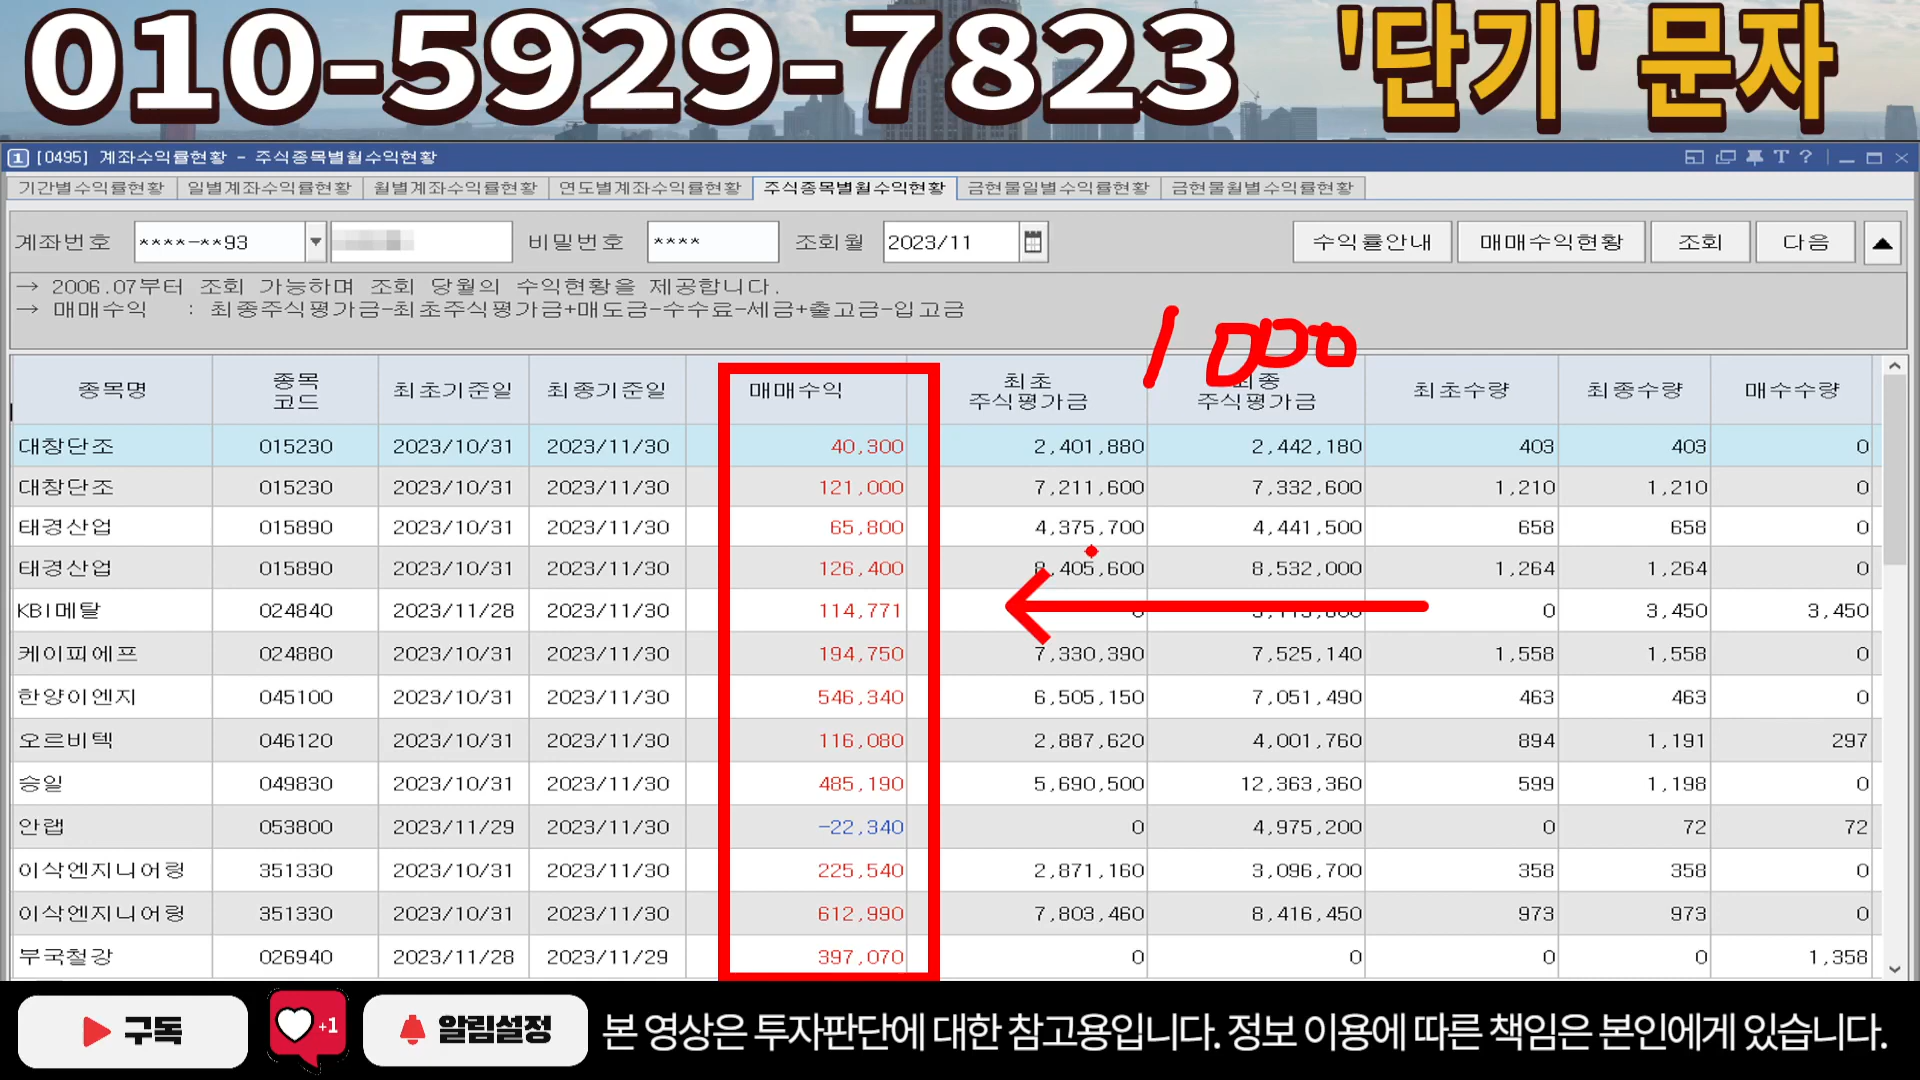 010-5929-7823 '단기' 문자
1 [0495] 계좌수익률현황 - 주식종목별월수익현황
기간별수익률현황 일별계좌수익률현황 월별계좌수익률현황 연도별계좌수익률현황 주식종목별월수익현황 금현물일별수익률현황 금현물월별수익률현황
계좌번호 ****-**93 비밀번호 **** 조회월 2023/11 수익률안내 매매수익현황 조회 다음
→ 2006.07부터 조회 가능하며 조회 당월의 수익현황을 제공합니다.
→ 매매수익 : 최종주식평가금-최초주식평가금+매도금-수수료-세금+출고금-입고금
1000
종목명 종목코드 최초기준일 최종기준일 매매수익 최초주식평가금 최종주식평가금 최초수량 최종수량 매수수량
대창단조 015230 2023/10/31 2023/11/30 40,300 2,401,880 2,442,180 403 403 0
대창단조 015230 2023/10/31 2023/11/30 121,000 7,211,600 7,332,600 1,210 1,210 0
태경산업 015890 2023/10/31 2023/11/30 65,800 4,375,700 4,441,500 658 658 0
태경산업 015890 2023/10/31 2023/11/30 126,400 8,405,600 8,532,000 1,264 1,264 0
KBI메탈 024840 2023/11/28 2023/11/30 114,771 0 0 3,450 3,450
케이피에프 024880 2023/10/31 2023/11/30 194,750 7,330,390 7,525,140 1,558 1,558 0
한양이엔지 045100 2023/10/31 2023/11/30 546,340 6,505,150 7,051,490 463 463 0
오르비텍 046120 2023/10/31 2023/11/30 116,080 2,887,620 4,001,760 894 1,191 297
승일 049830 2023/10/31 2023/11/30 485,190 5,690,500 12,363,360 599 1,198 0
안랩 053800 2023/11/29 2023/11/30 -22,340 0 4,975,200 0 72 72
이삭엔지니어링 351330 2023/10/31 2023/11/30 225,540 2,871,160 3,096,700 358 358 0
이삭엔지니어링 351330 2023/10/31 2023/11/30 612,990 7,803,460 8,416,450 973 973 0
부국철강 026940 2023/11/28 2023/11/29 397,070 0 0 0 0 1,358
구독 +1 알림설정 본 영상은 투자판단에 대한 참고용입니다. 정보 이용에 따른 책임은 본인에게 있습니다.